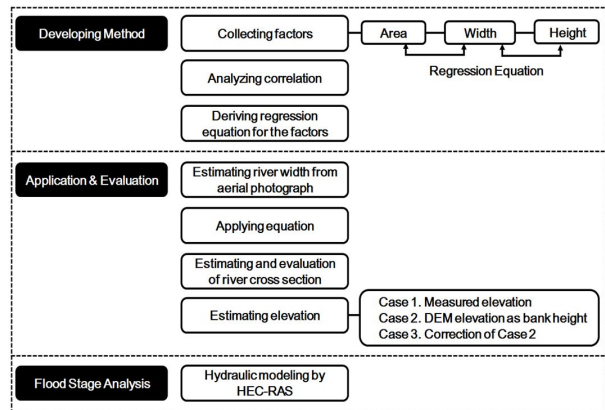 Developing Method
Collecting factors
Area
Width
Height
Regression Equation
Analyzing correlation
Deriving regression
equation for the factors
Application & Evaluation
Estimating river width from
aerial photograph
Applying equation
Estimating and evaluation
of river cross section
Estimating elevation
Case 1. Measured elevation
Case 2. DEM elevation as bank height
Case 3. Correction of Case 2
Flood Stage Analysis
Hydraulic modeling by
HEC-RAS